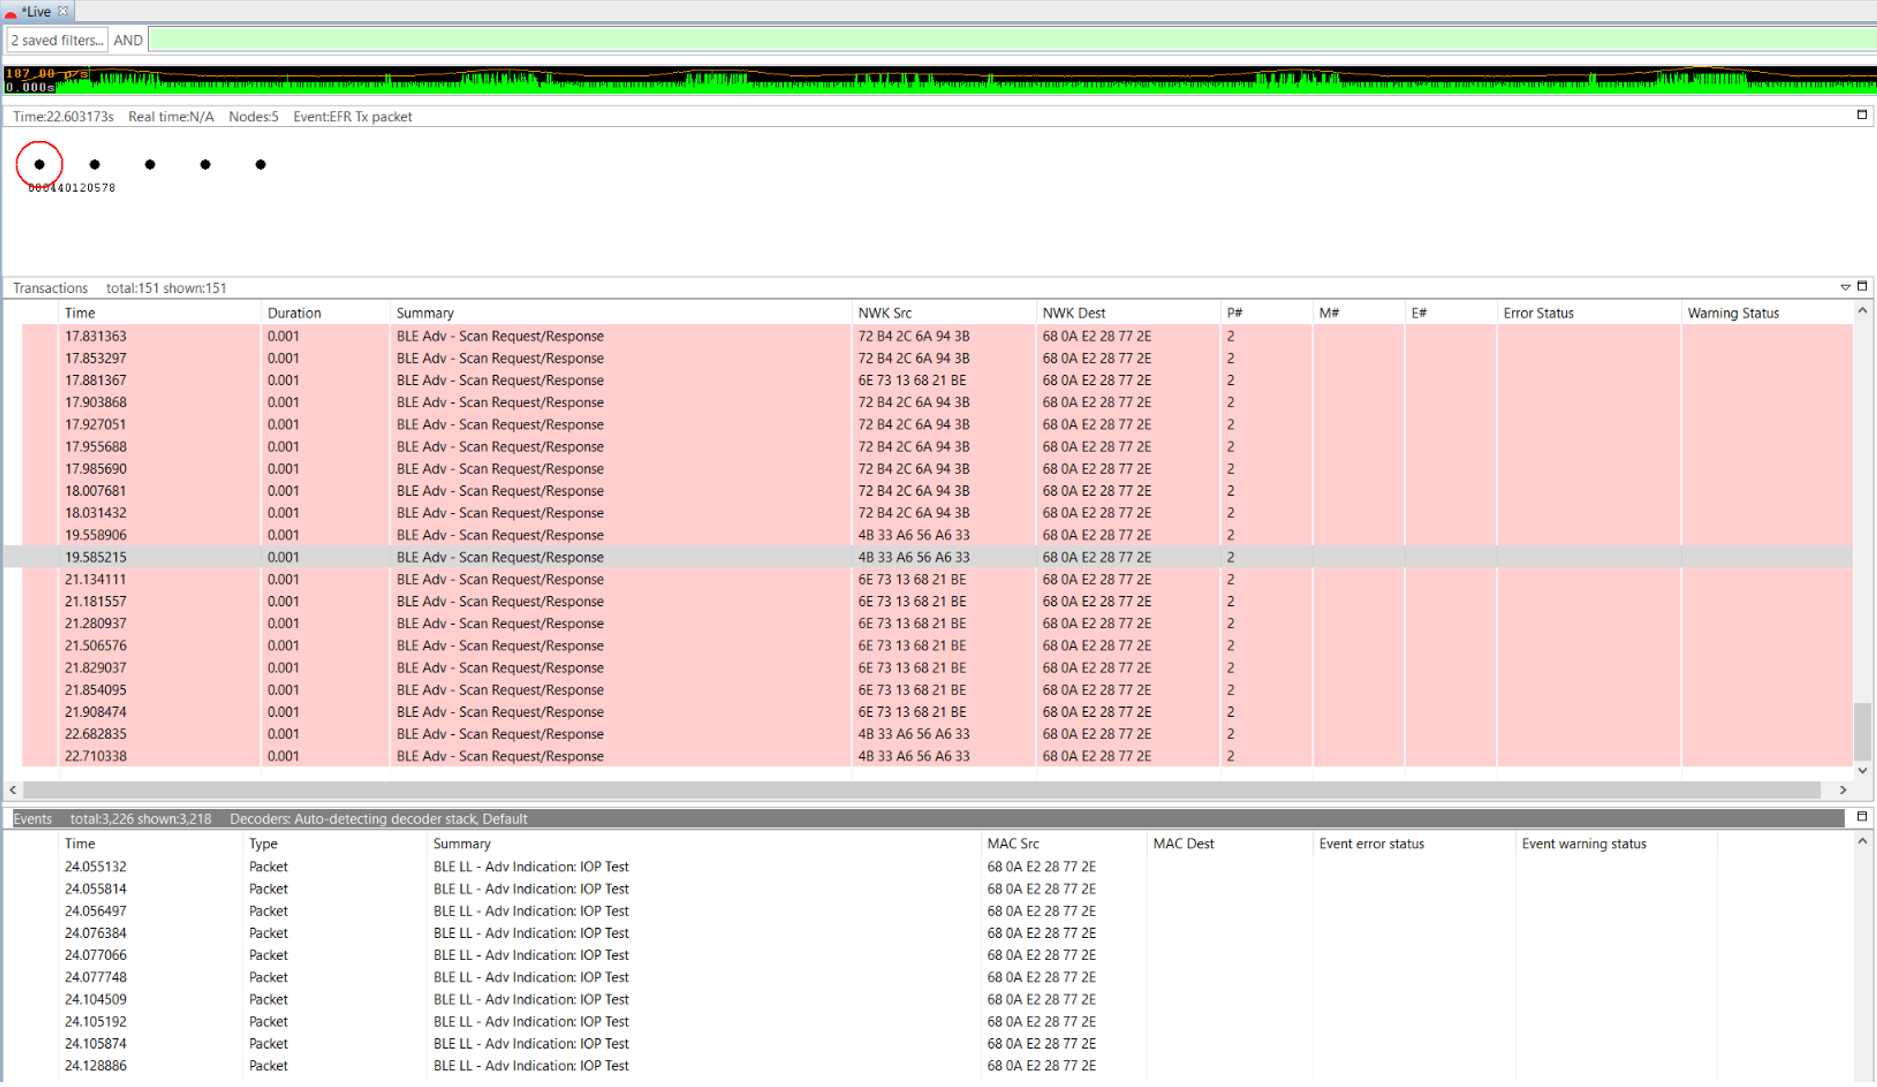 *Live
2 saved filters... AND
187.00 p/s
0.000s
Time:22.603173s Real time:N/A Nodes:5 Event:EFR Tx packet
000440120578
Transactions total:151 shown:151
Time Duration Summary NWK Src NWK Dest P# M# E# Error Status Warning Status
17.831363 0.001 BLE Adv - Scan Request/Response 72 B4 2C 6A 94 3B 68 0A E2 28 77 2E 2
17.853297 0.001 BLE Adv - Scan Request/Response 72 B4 2C 6A 94 3B 68 0A E2 28 77 2E 2
17.881367 0.001 BLE Adv - Scan Request/Response 6E 73 13 68 21 BE 68 0A E2 28 77 2E 2
17.903868 0.001 BLE Adv - Scan Request/Response 72 B4 2C 6A 94 3B 68 0A E2 28 77 2E 2
17.927051 0.001 BLE Adv - Scan Request/Response 72 B4 2C 6A 94 3B 68 0A E2 28 77 2E 2
17.955688 0.001 BLE Adv - Scan Request/Response 72 B4 2C 6A 94 3B 68 0A E2 28 77 2E 2
17.985690 0.001 BLE Adv - Scan Request/Response 72 B4 2C 6A 94 3B 68 0A E2 28 77 2E 2
18.007681 0.001 BLE Adv - Scan Request/Response 72 B4 2C 6A 94 3B 68 0A E2 28 77 2E 2
18.031432 0.001 BLE Adv - Scan Request/Response 72 B4 2C 6A 94 3B 68 0A E2 28 77 2E 2
19.558906 0.001 BLE Adv - Scan Request/Response 4B 33 A6 56 A6 33 68 0A E2 28 77 2E 2
19.585215 0.001 BLE Adv - Scan Request/Response 4B 33 A6 56 A6 33 68 0A E2 28 77 2E 2
21.134111 0.001 BLE Adv - Scan Request/Response 6E 73 13 68 21 BE 68 0A E2 28 77 2E 2
21.181557 0.001 BLE Adv - Scan Request/Response 6E 73 13 68 21 BE 68 0A E2 28 77 2E 2
21.280937 0.001 BLE Adv - Scan Request/Response 6E 73 13 68 21 BE 68 0A E2 28 77 2E 2
21.506576 0.001 BLE Adv - Scan Request/Response 6E 73 13 68 21 BE 68 0A E2 28 77 2E 2
21.829037 0.001 BLE Adv - Scan Request/Response 6E 73 13 68 21 BE 68 0A E2 28 77 2E 2
21.854095 0.001 BLE Adv - Scan Request/Response 6E 73 13 68 21 BE 68 0A E2 28 77 2E 2
21.908474 0.001 BLE Adv - Scan Request/Response 6E 73 13 68 21 BE 68 0A E2 28 77 2E 2
22.682835 0.001 BLE Adv - Scan Request/Response 4B 33 A6 56 A6 33 68 0A E2 28 77 2E 2
22.710338 0.001 BLE Adv - Scan Request/Response 4B 33 A6 56 A6 33 68 0A E2 28 77 2E 2
Events total:3,226 shown:3,218 Decoders: Auto-detecting decoder stack, Default
Time Type Summary MAC Src MAC Dest Event error status Event warning status
24.055132 Packet BLE LL - Adv Indication: IOP Test 68 0A E2 28 77 2E
24.055814 Packet BLE LL - Adv Indication: IOP Test 68 0A E2 28 77 2E
24.056497 Packet BLE LL - Adv Indication: IOP Test 68 0A E2 28 77 2E
24.076384 Packet BLE LL - Adv Indication: IOP Test 68 0A E2 28 77 2E
24.077066 Packet BLE LL - Adv Indication: IOP Test 68 0A E2 28 77 2E
24.077748 Packet BLE LL - Adv Indication: IOP Test 68 0A E2 28 77 2E
24.104509 Packet BLE LL - Adv Indication: IOP Test 68 0A E2 28 77 2E
24.105192 Packet BLE LL - Adv Indication: IOP Test 68 0A E2 28 77 2E
24.105874 Packet BLE LL - Adv Indication: IOP Test 68 0A E2 28 77 2E
24.128886 Packet BLE LL - Adv Indication: IOP Test 68 0A E2 28 77 2E